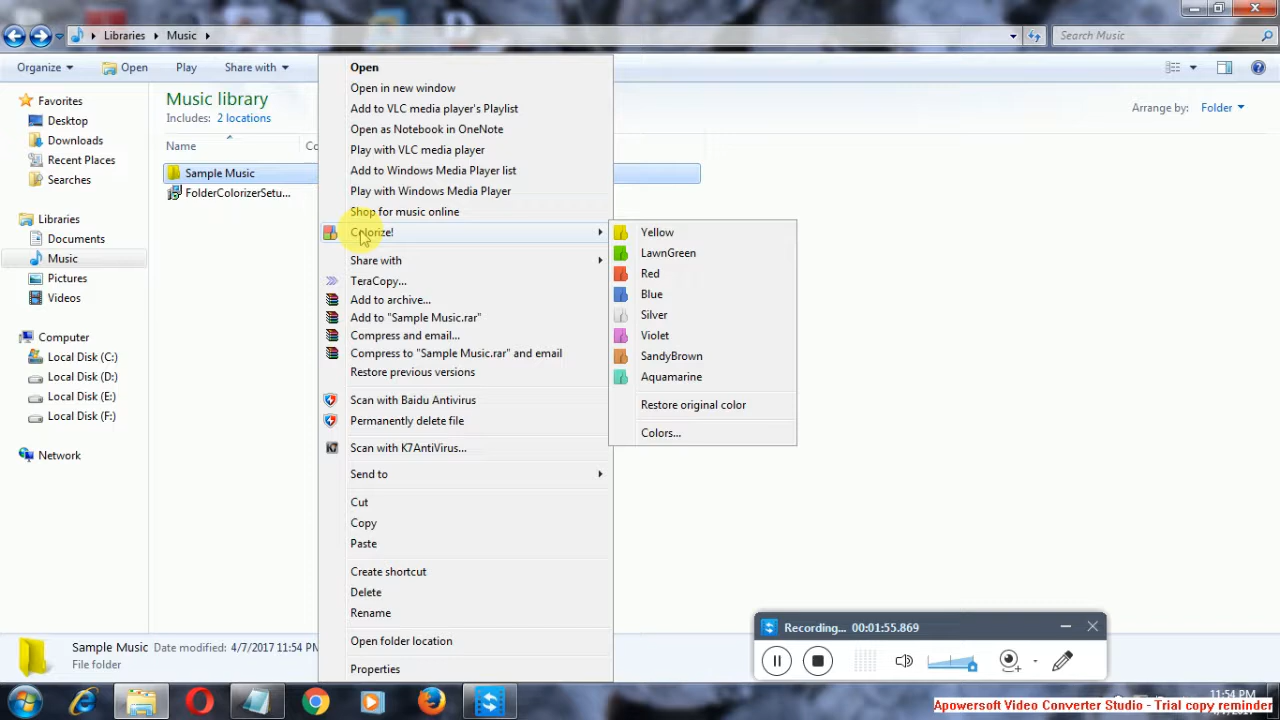 Libraries
Music
Search Music
Organize
Open
Play
Share with
Favorites
Desktop
Downloads
Recent Places
Searches
Libraries
Documents
Music
Pictures
Videos
Computer
Local Disk (C:)
Local Disk (D:)
Local Disk (E:)
Local Disk (F:)
Network
Music library
Includes: 2 locations
Arrange by: Folder
Name
Sample Music
FolderColorizerSetu...
Open
Open in new window
Add to VLC media player's Playlist
Open as Notebook in OneNote
Play with VLC media player
Add to Windows Media Player list
Play with Windows Media Player
Shop for music online
Colorize!
Share with
TeraCopy...
Add to archive...
Add to "Sample Music.rar"
Compress and email...
Compress to "Sample Music.rar" and email
Restore previous versions
Scan with Baidu Antivirus
Permanently delete file
Scan with K7AntiVirus...
Send to
Cut
Copy
Paste
Create shortcut
Delete
Rename
Open folder location
Properties
Yellow
LawnGreen
Red
Blue
Silver
Violet
SandyBrown
Aquamarine
Restore original color
Colors...
Recording... 00:01:55.869
Sample Music Date modified: 4/7/2017 11:54 PM
File folder
11:54 PM
Apowersoft Video Converter Studio - Trial copy reminder